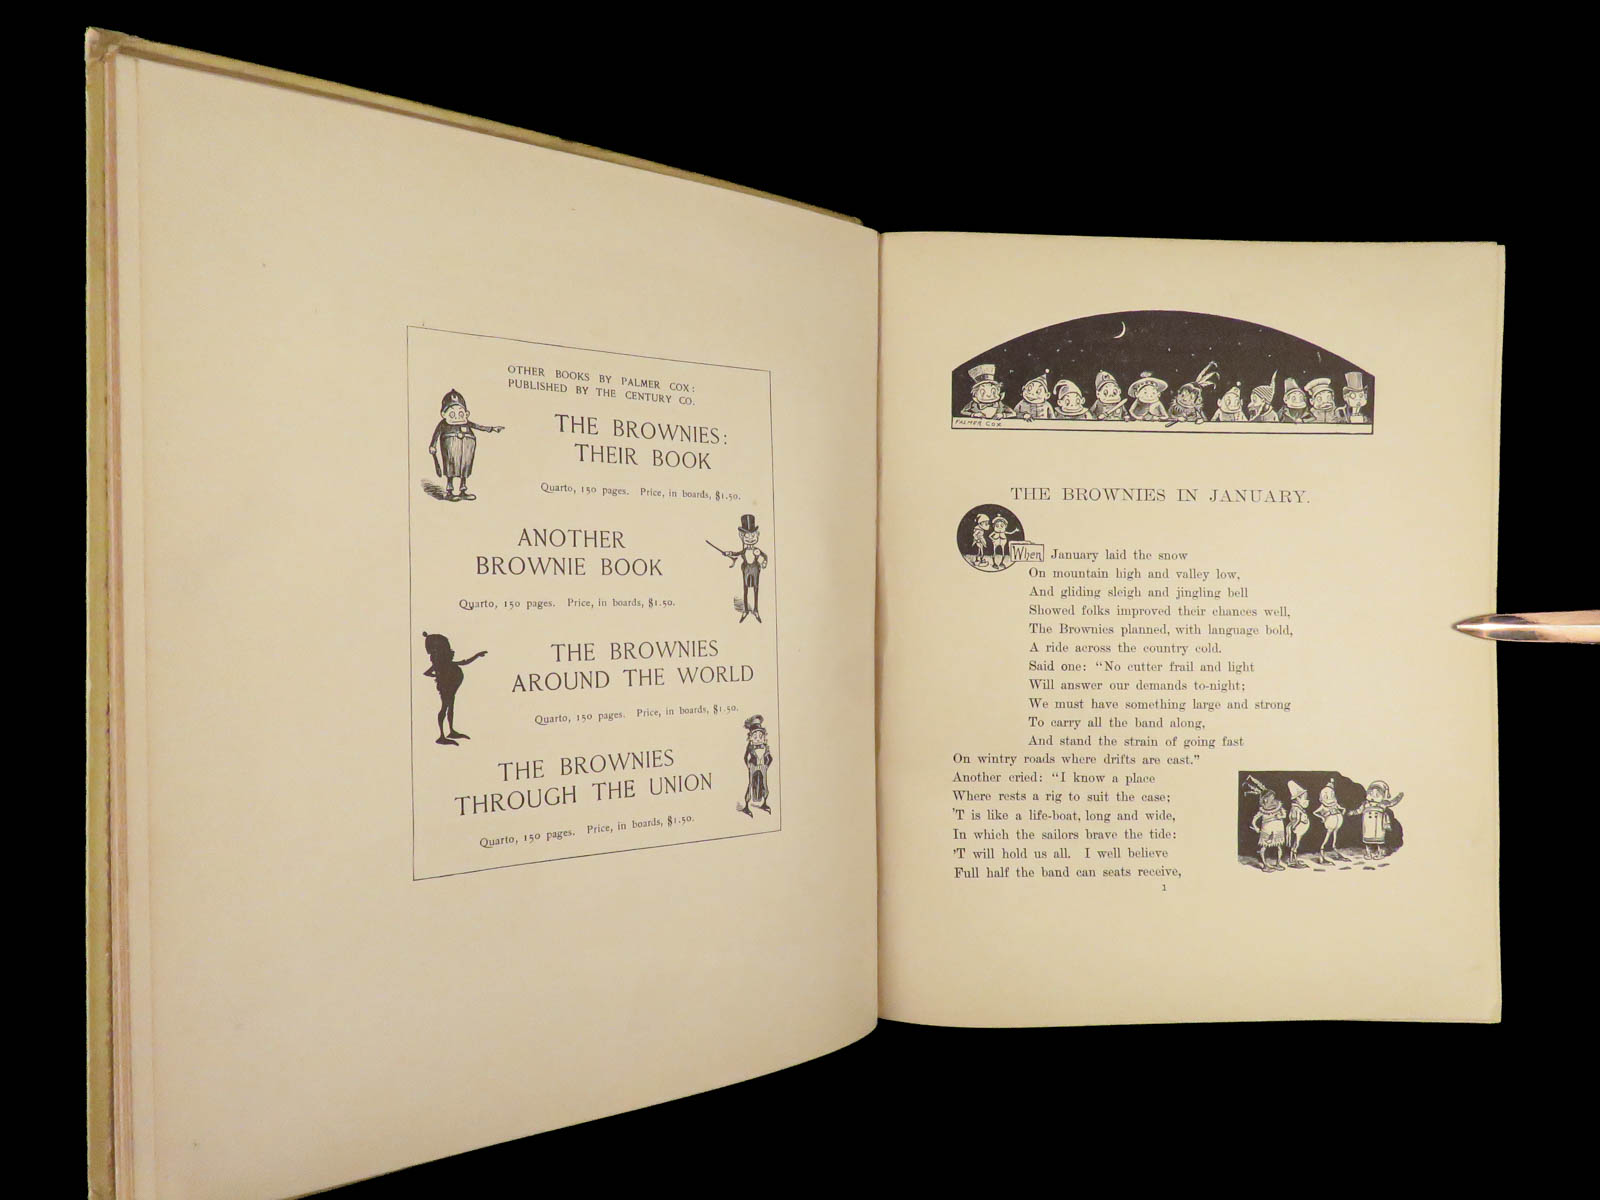 OTHER BOOKS BY PALMER COX:
PUBLISHED BY THE CENTURY CO.
THE BROWNIES:
THEIR BOOK
Quarto, 150 pages. Price, in boards, $1.50.
ANOTHER
BROWNIE BOOK
Quarto, 150 pages. Price, in boards, $1.50.
THE BROWNIES
AROUND THE WORLD
Quarto, 150 pages. Price, in boards, $1.50.
THE BROWNIES
THROUGH THE UNION
Quarto, 150 pages. Price, in boards, $1.50.
PALMER COX
THE BROWNIES IN JANUARY.
When January laid the snow
On mountain high and valley low,
And gliding sleigh and jingling bell
Showed folks improved their chances well,
The Brownies planned, with language bold,
A ride across the country cold.
Said one: “No cutter frail and light
Will answer our demands to-night;
We must have something large and strong
To carry all the band along,
And stand the strain of going fast
On wintry roads where drifts are cast.”
Another cried: “I know a place
Where rests a rig to suit the case;
’T is like a life-boat, long and wide,
In which the sailors brave the tide:
’T will hold us all. I well believe
Full half the band can seats receive,
1